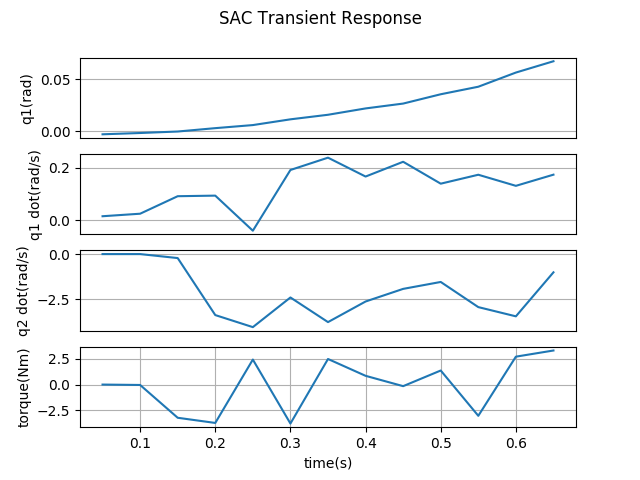 SAC Transient Response
q1(rad)
0.05
0.00
q1 dot(rad/s)
0.2
0.0
q2 dot(rad/s)
0.0
−2.5
torque(Nm)
2.5
0.0
−2.5
0.1 0.2 0.3 0.4 0.5 0.6
time(s)